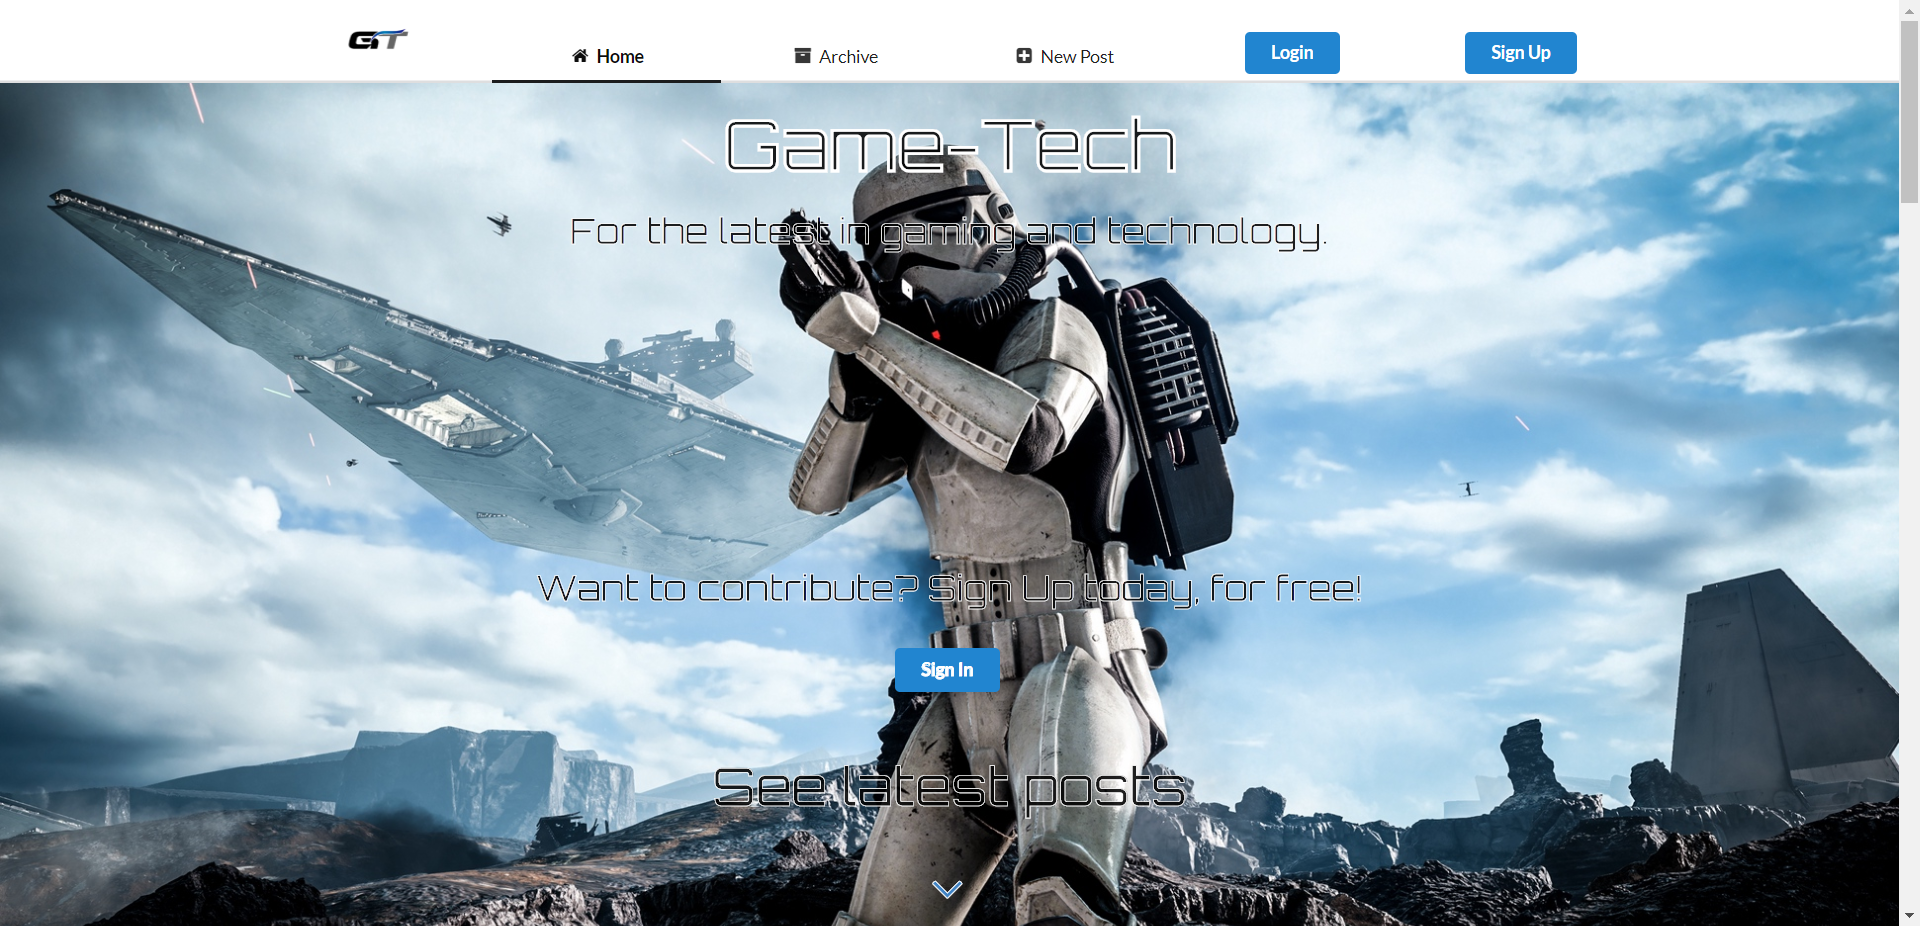 GT
Home
Archive
New Post
Login
Sign Up
Game-Tech
For the latest in gaming and technology.
Want to contribute? Sign Up today, for free!
Sign In
See latest posts